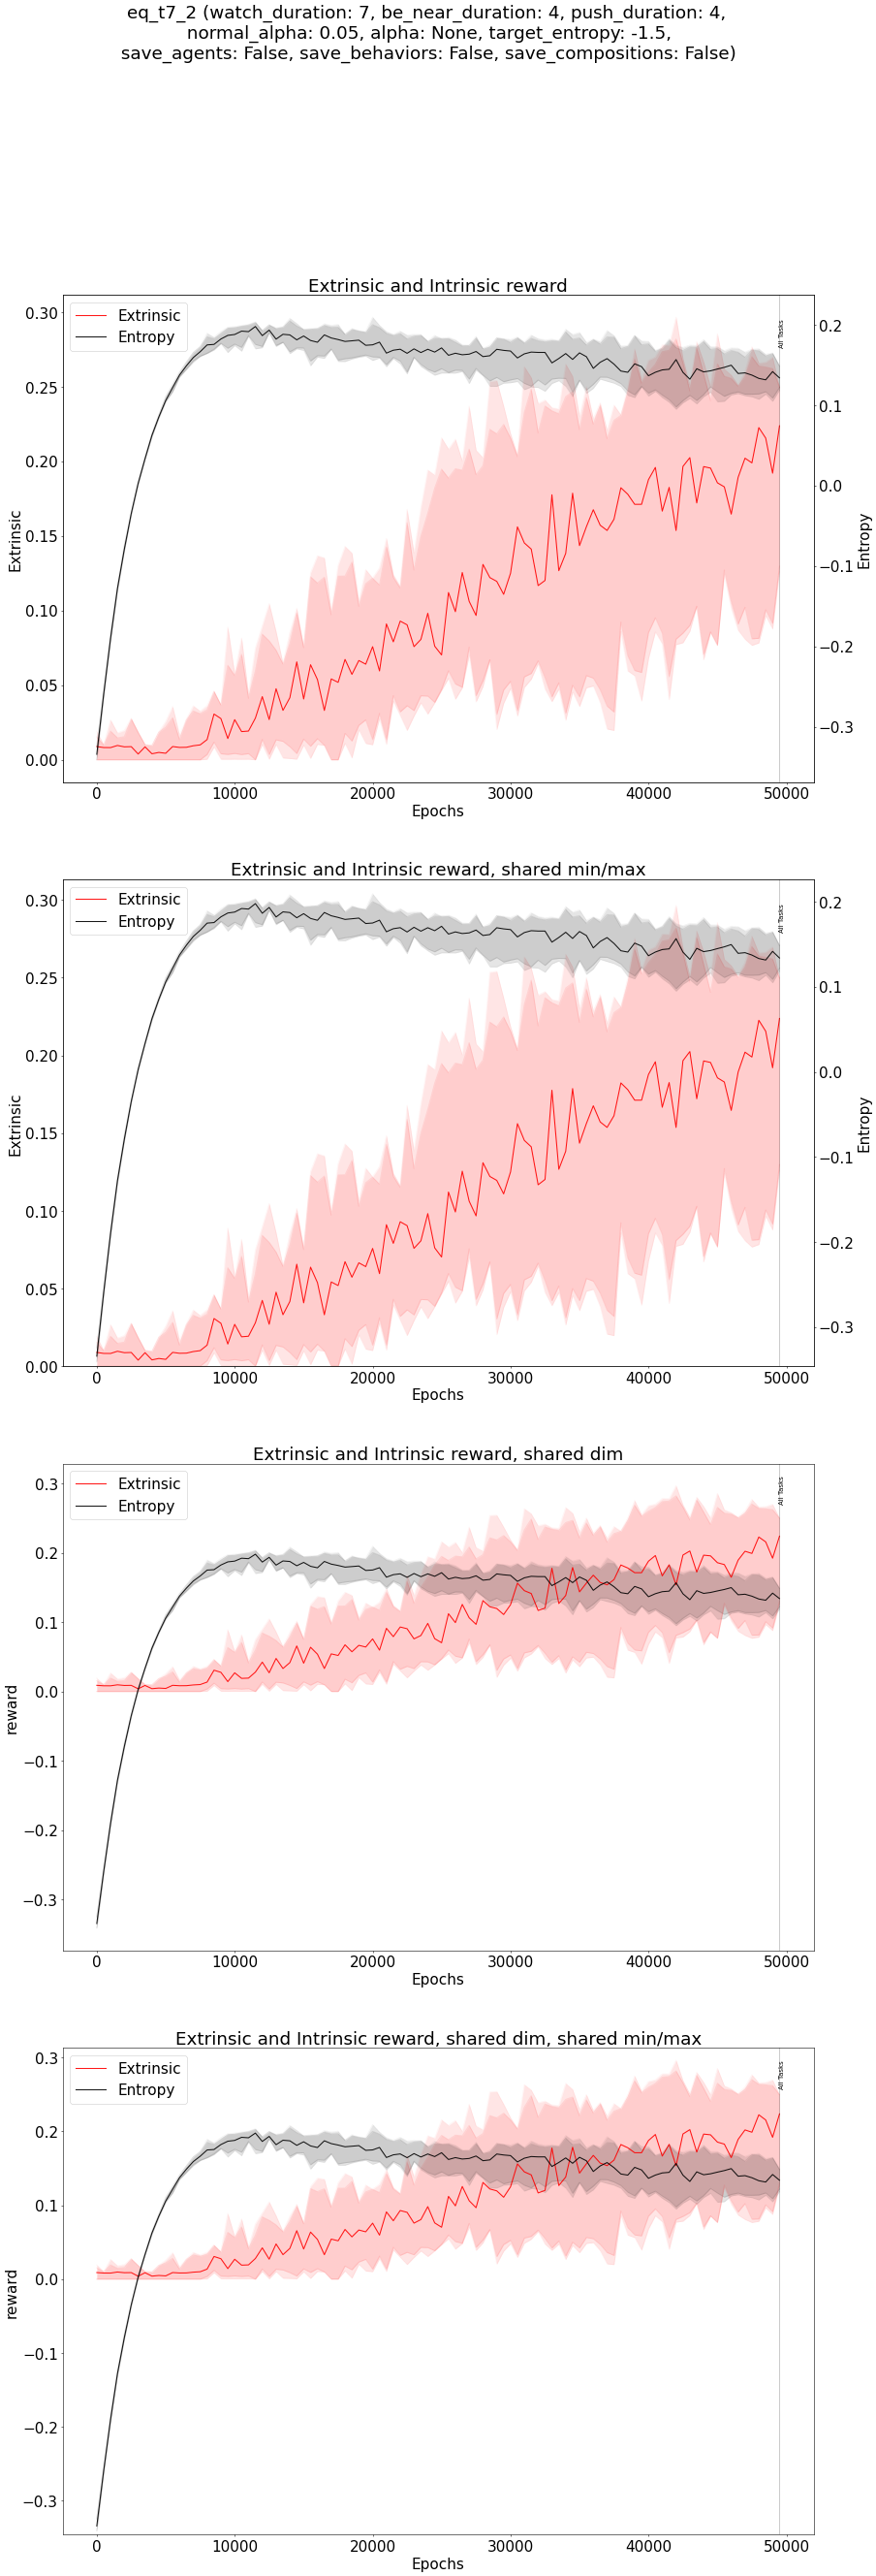 eq_t7_2 (watch_duration: 7, be_near_duration: 4, push_duration: 4,
normal_alpha: 0.05, alpha: None, target_entropy: -1.5,
save_agents: False, save_behaviors: False, save_compositions: False)
Extrinsic and Intrinsic reward
Extrinsic
Entropy
All Tasks
0.30
0.25
0.20
0.15
0.10
0.05
0.00
Extrinsic
0.2
0.1
0.0
−0.1
−0.2
−0.3
Entropy
0 10000 20000 30000 40000 50000
Epochs
Extrinsic and Intrinsic reward, shared min/max
Extrinsic
Entropy
All Tasks
0.30
0.25
0.20
0.15
0.10
0.05
0.00
Extrinsic
0.2
0.1
0.0
−0.1
−0.2
−0.3
Entropy
0 10000 20000 30000 40000 50000
Epochs
Extrinsic and Intrinsic reward, shared dim
Extrinsic
Entropy
All Tasks
0.3
0.2
0.1
0.0
−0.1
−0.2
−0.3
reward
0 10000 20000 30000 40000 50000
Epochs
Extrinsic and Intrinsic reward, shared dim, shared min/max
Extrinsic
Entropy
All Tasks
0.3
0.2
0.1
0.0
−0.1
−0.2
−0.3
reward
0 10000 20000 30000 40000 50000
Epochs